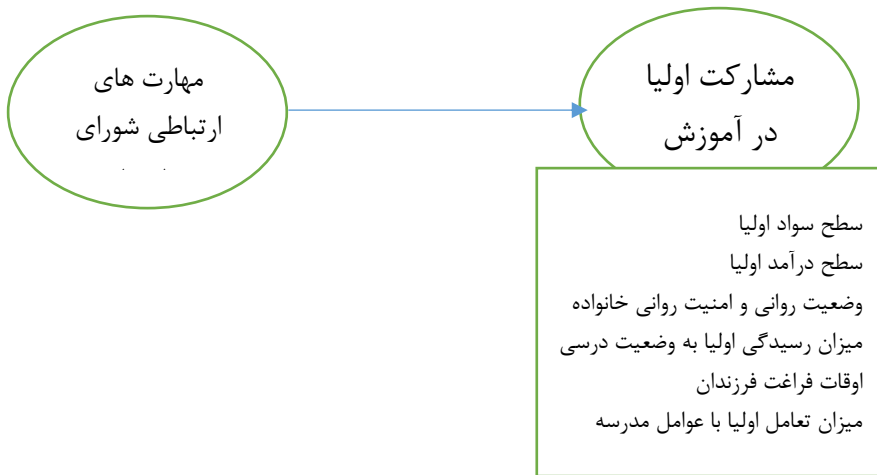 مشارکت اولیا
در آموزش
مهارت های
ارتباطی شورای
سطح سواد اولیا
سطح درآمد اولیا
وضعیت روانی و امنیت روانی خانواده
میزان رسیدگی اولیا به وضعیت درسی
اوقات فراغت فرزندان
میزان تعامل اولیا با عوامل مدرسه